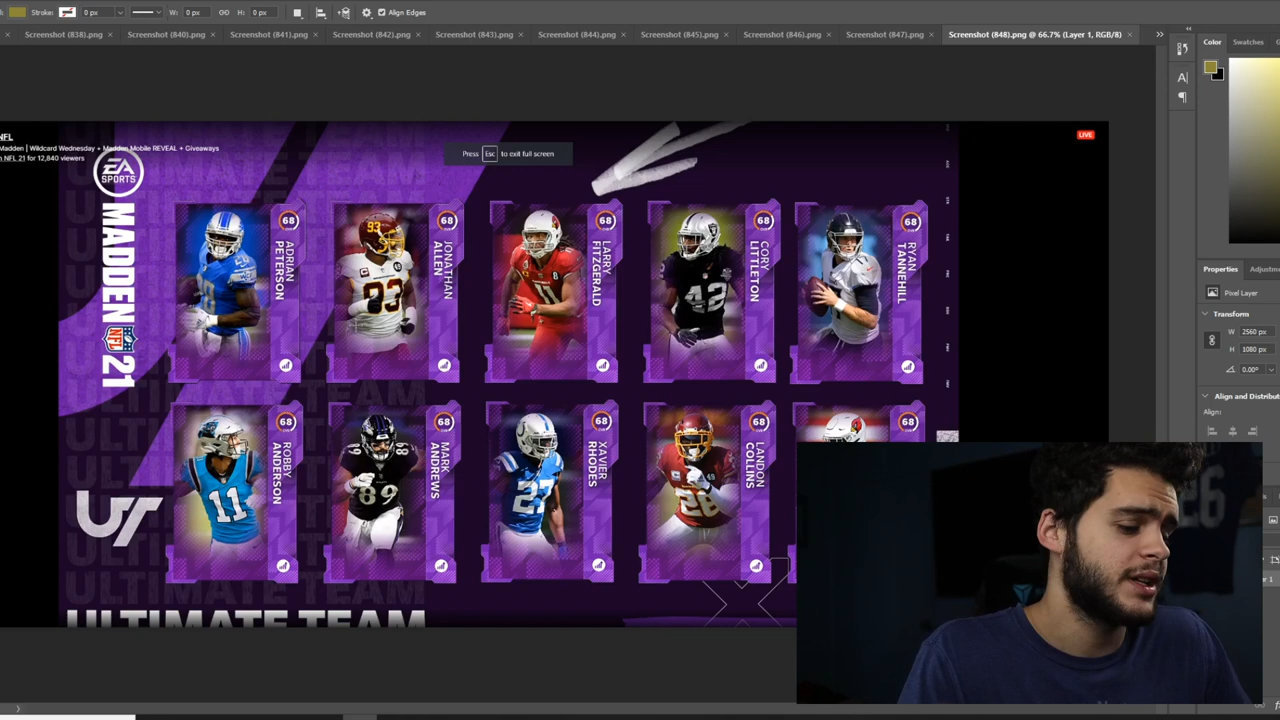 Stroke: 0 px W: 0 px H: 0 px Align Edges
Screenshot (838).png × Screenshot (840).png × Screenshot (841).png × Screenshot (842).png × Screenshot (843).png × Screenshot (844).png × Screenshot (845).png × Screenshot (846).png × Screenshot (847).png × Screenshot (848).png @ 66.7% (Layer 1, RGB/8) ×
Color Swatches
NFL
Madden | Wildcard Wednesday + Madden Mobile REVEAL + Giveaways
NFL 21 for 12,840 viewers
LIVE
Press Esc to exit full screen
EA
SPORTS
MADDEN NFL 21
68
ADRIAN
PETERSON
68
JONATHAN
ALLEN
68
LARRY
FITZGERALD
68
CORY
LITTLETON
68
RYAN
TANNEHILL
68
ROBBY
ANDERSON
68
MARK
ANDREWS
68
XAVIER
RHODES
68
LANDON
COLLINS
68
UT
ULTIMATE TEAM
Properties
Pixel Layer
Transform
W 2560 px
H 1080 px
0.00°
Align and Distribut
Align: